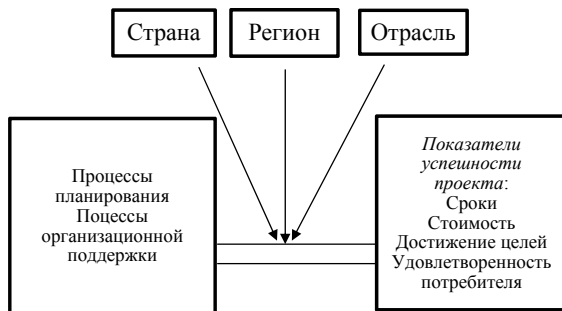 Страна
Регион
Отрасль
Процессы
планирования
Поцессы
организационной
поддержки
Показатели
успешности
проекта:
Сроки
Стоимость
Достижение целей
Удовлетворенность
потребителя